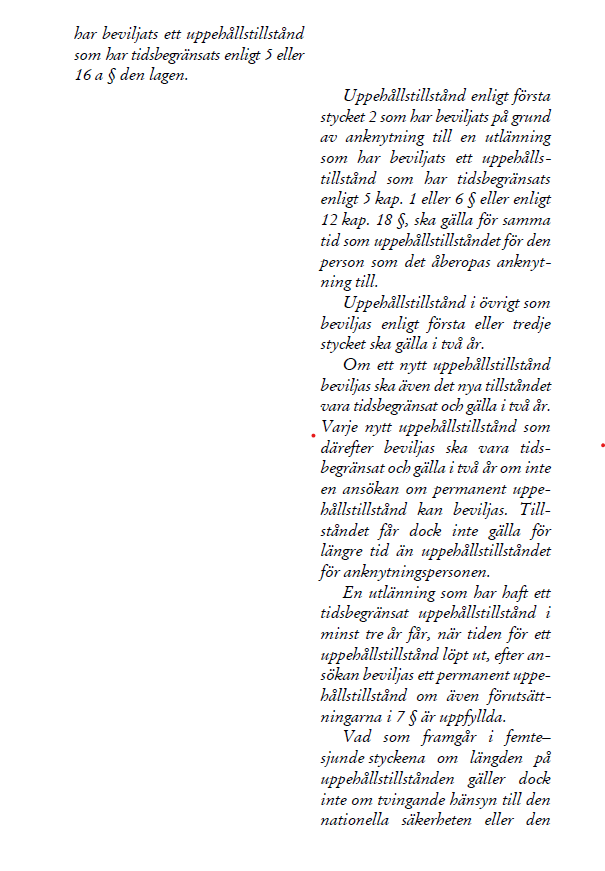 har beviljats ett uppehållstillstånd
som har tidsbegränsats enligt 5 eller
16 a § den lagen.
Uppehållstillstånd enligt första
stycket 2 som har beviljats på grund
av anknytning till en utlänning
som har beviljats ett uppehålls-
tillstånd som har tidsbegränsats
enligt 5 kap. 1 eller 6 § eller enligt
12 kap. 18 §, ska gälla för samma
tid som uppehållstillståndet för den
person som det åberopas anknyt-
ning till.
Uppehållstillstånd i övrigt som
beviljas enligt första eller tredje
stycket ska gälla i två år.
Om ett nytt uppehållstillstånd
beviljas ska även det nya tillståndet
vara tidsbegränsat och gälla i två år.
Varje nytt uppehållstillstånd som
därefter beviljas ska vara tids-
begränsat och gälla i två år om inte
en ansökan om permanent uppe-
hållstillstånd kan beviljas. Till-
ståndet får dock inte gälla för
längre tid än uppehållstillståndet
för anknytningspersonen.
En utlänning som har haft ett
tidsbegränsat uppehållstillstånd i
minst tre år får, när tiden för ett
uppehållstillstånd löpt ut, efter an-
sökan beviljas ett permanent uppe-
hållstillstånd om även förutsätt-
ningarna i 7 § är uppfyllda.
Vad som framgår i femte–
sjunde styckena om längden på
uppehållstillstånden gäller dock
inte om tvingande hänsyn till den
nationella säkerheten eller den